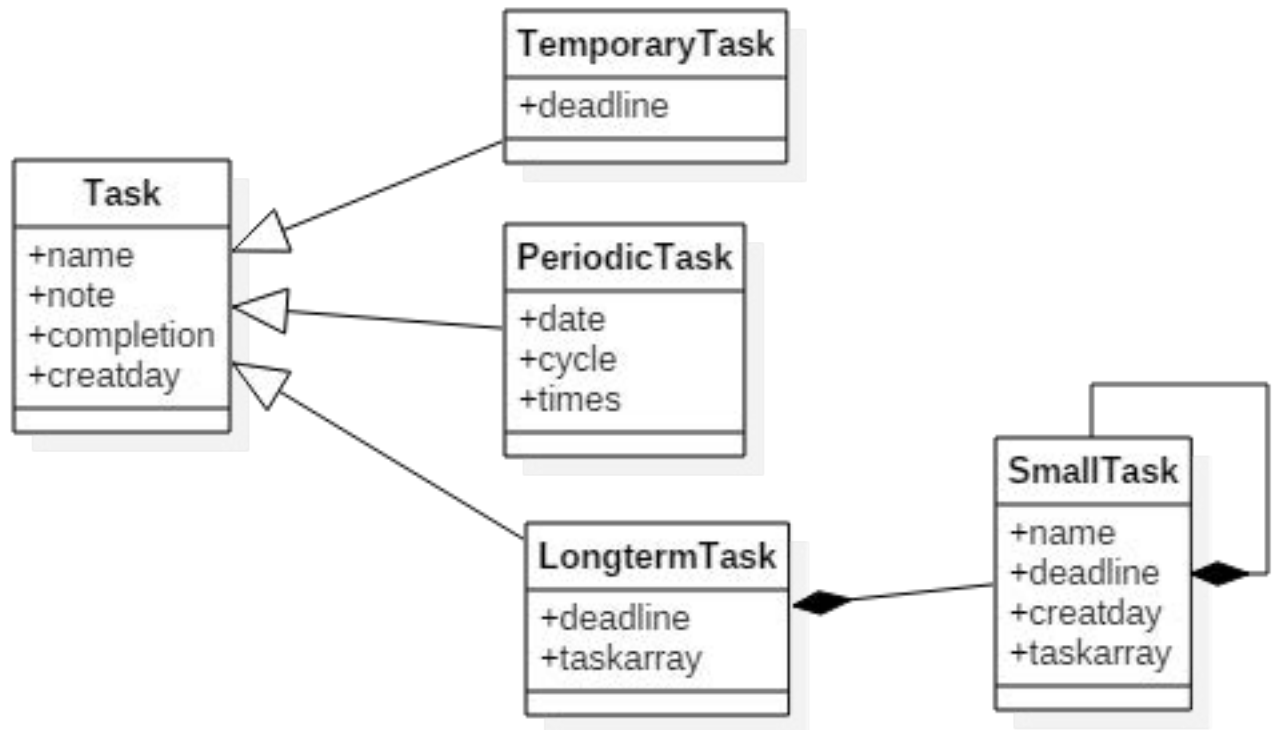 TemporaryTask
+deadline
Task
+name
+note
+completion
+creatday
PeriodicTask
+date
+cycle
+times
LongtermTask
+deadline
+taskarray
SmallTask
+name
+deadline
+creatday
+taskarray